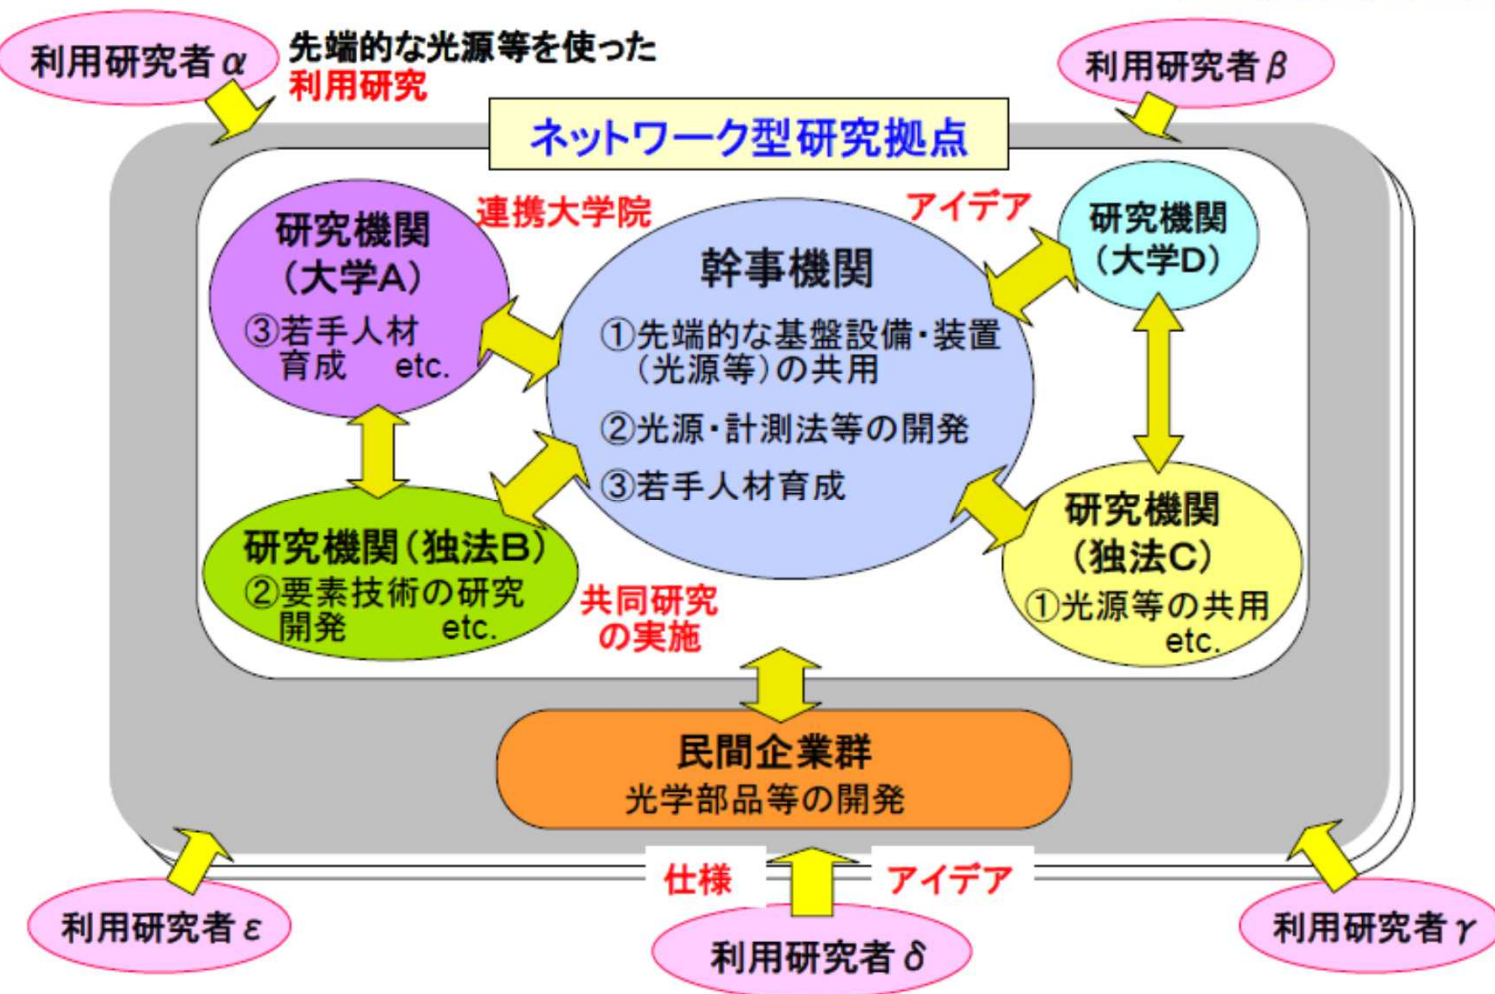 利用研究者α
先端的な光源等を使った
利用研究
利用研究者β
ネットワーク型研究拠点
研究機関
（大学A）
③若手人材
育成 etc.
連携大学院
アイデア
研究機関
（大学D）
幹事機関
①先端的な基盤設備・装置
（光源等）の共用
②光源・計測法等の開発
③若手人材育成
研究機関（独法B）
②要素技術の研究
開発 etc.
共同研究
の実施
研究機関
（独法C）
①光源等の共用
etc.
民間企業群
光学部品等の開発
仕様
アイデア
利用研究者ε
利用研究者δ
利用研究者γ